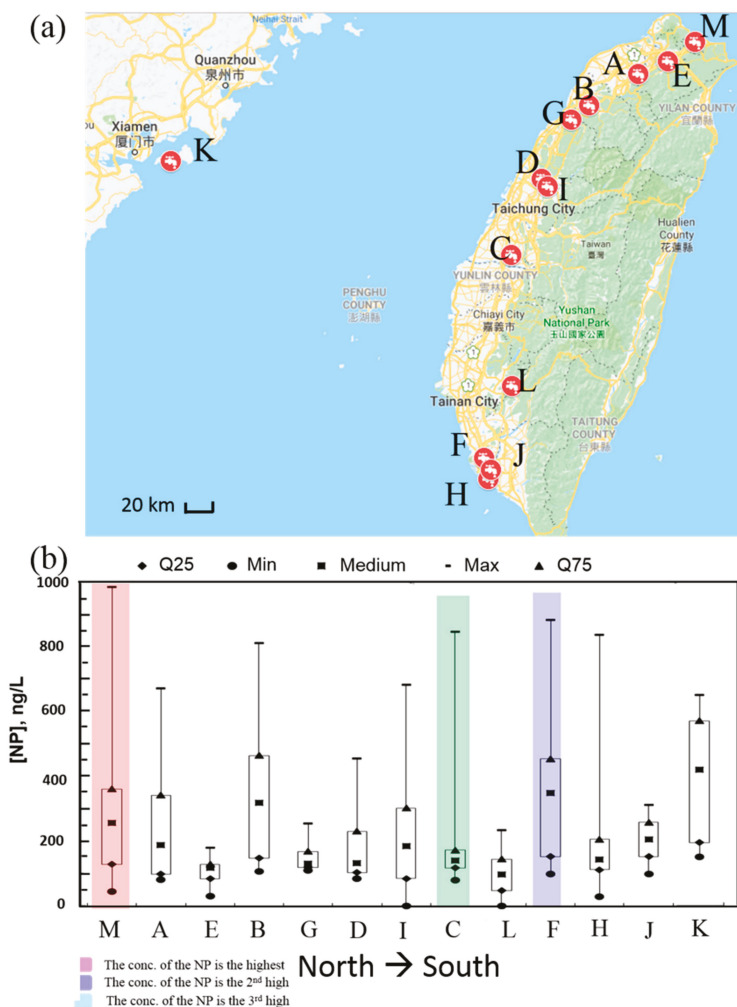 (a)
Neihai Strait
Quanzhou
泉州市
Xiamen
厦门市
K
M
A
E
B
YILAN COUNTY
宜蘭縣
G
D
I
Taichung City
Hualien
County
花蓮縣
Taiwan
臺灣
C
YUNLIN COUNTY
雲林縣
PENGHU
COUNTY
澎湖縣
Chiayi City
嘉義市
Yushan
National Park
玉山國家公園
1
1
1
L
Tainan City
TAITUNG
COUNTY
台東縣
F
J
H
20 km
(b)
Q25 Min Medium Max Q75
[NP], ng/L
1000
800
600
400
200
0
M A E B G D I C L F H J K
North → South
The conc. of the NP is the highest
The conc. of the NP is the 2nd high
The conc. of the NP is the 3rd high